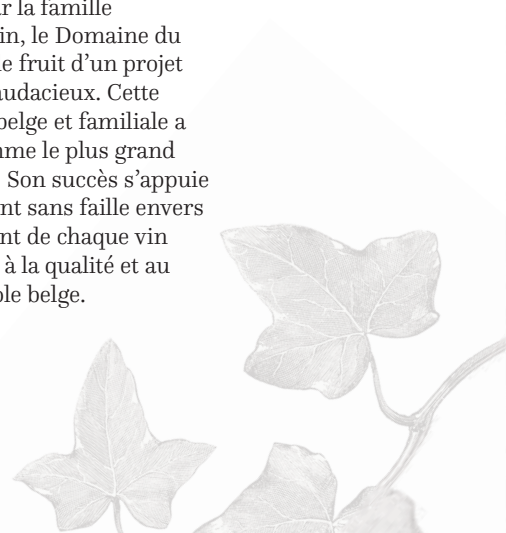 r la famille
in, le Domaine du
e fruit d’un projet
audacieux. Cette
belge et familiale a
me le plus grand
Son succès s’appuie
nt sans faille envers
nt de chaque vin
à la qualité et au
ble belge.